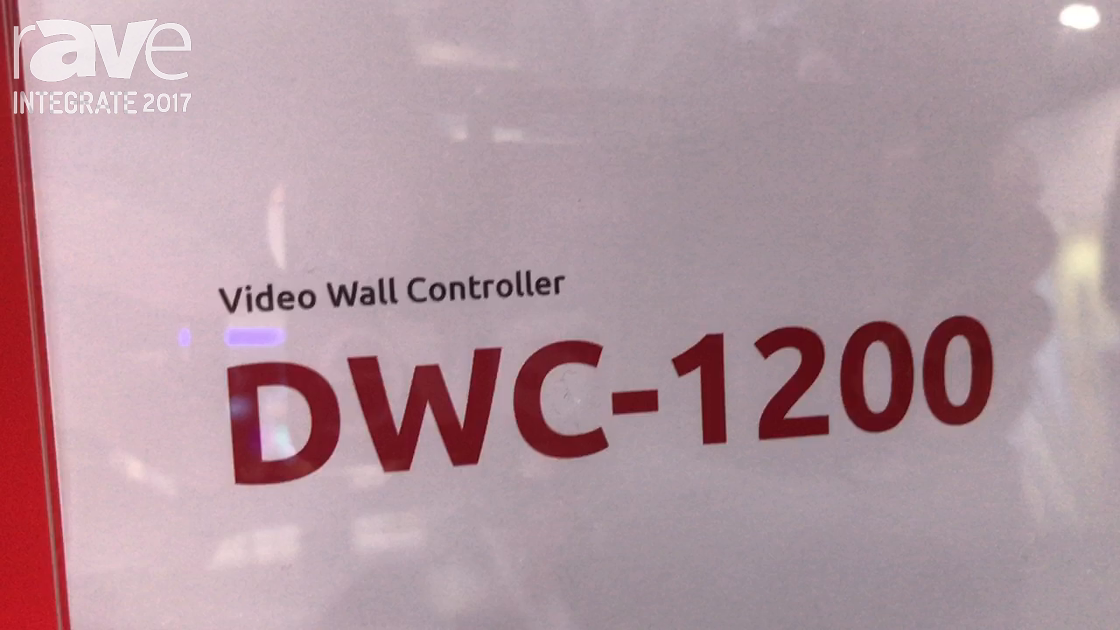 rAVe
INTEGRATE 2017
Video Wall Controller
DWC-1200